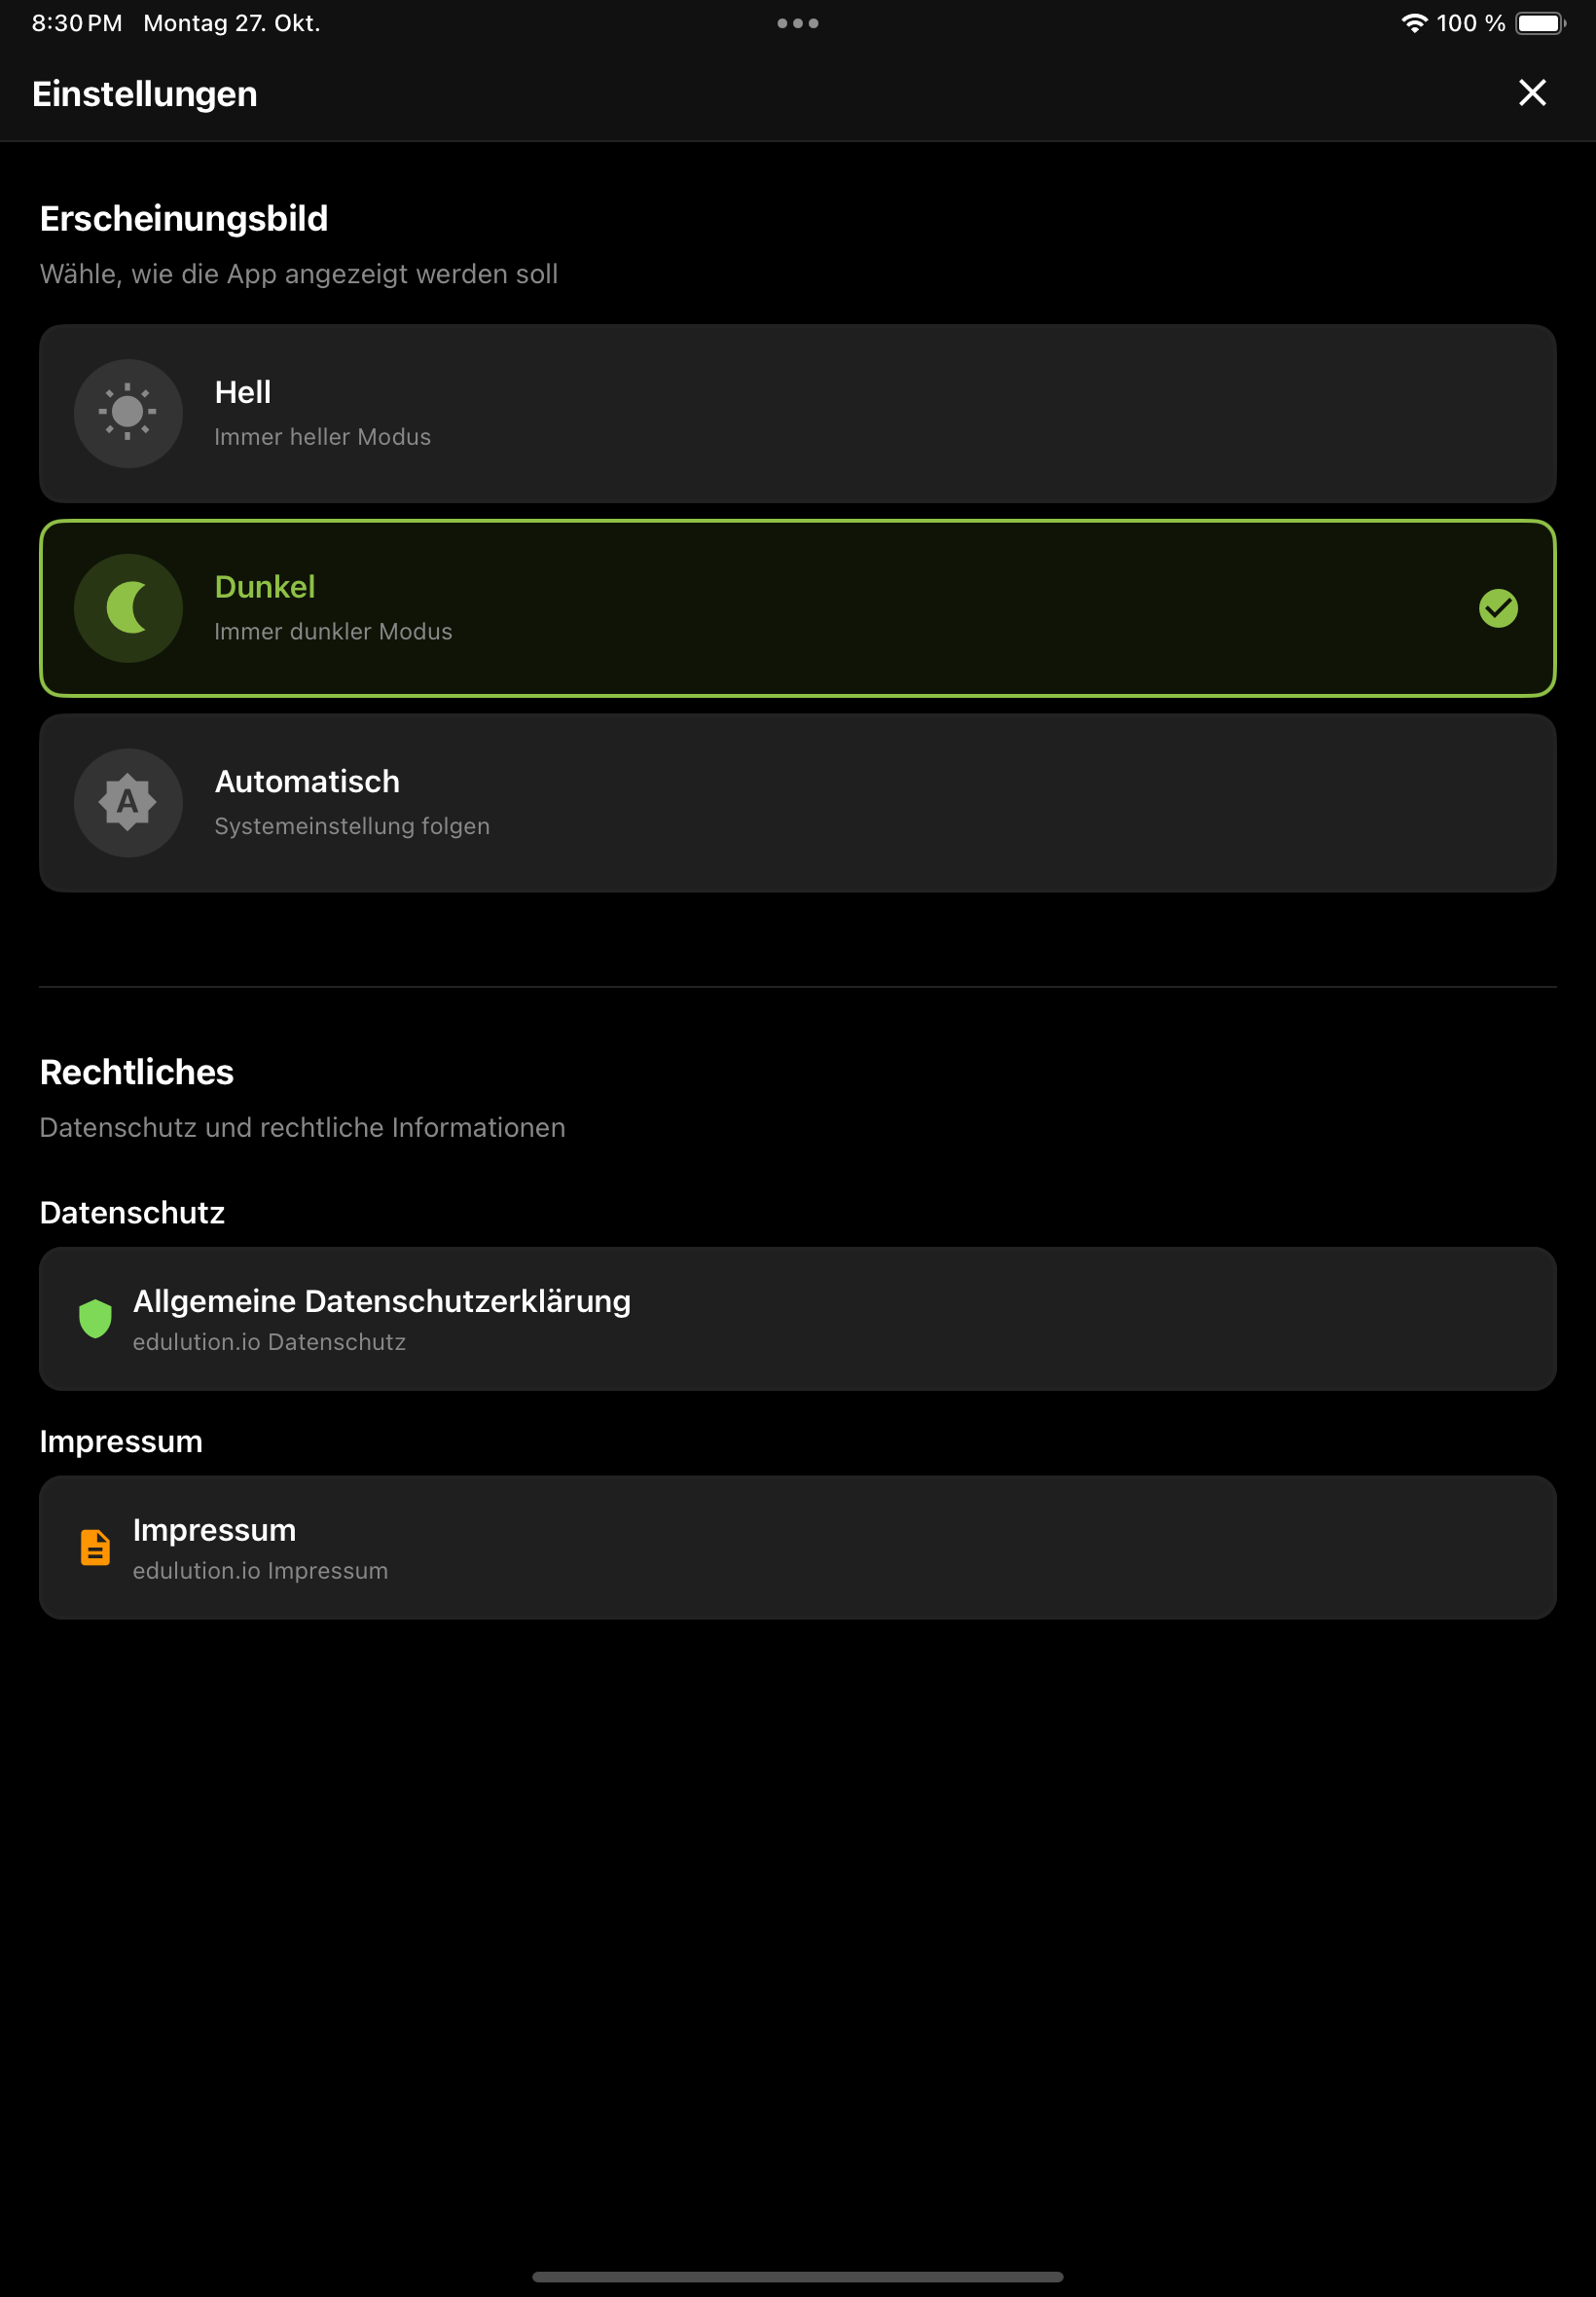 8:30 PM Montag 27. Okt. 100 %
Einstellungen
Erscheinungsbild
Wähle, wie die App angezeigt werden soll
Hell
Immer heller Modus
Dunkel
Immer dunkler Modus
A
Automatisch
Systemeinstellung folgen
Rechtliches
Datenschutz und rechtliche Informationen
Datenschutz
Allgemeine Datenschutzerklärung
edulution.io Datenschutz
Impressum
Impressum
edulution.io Impressum